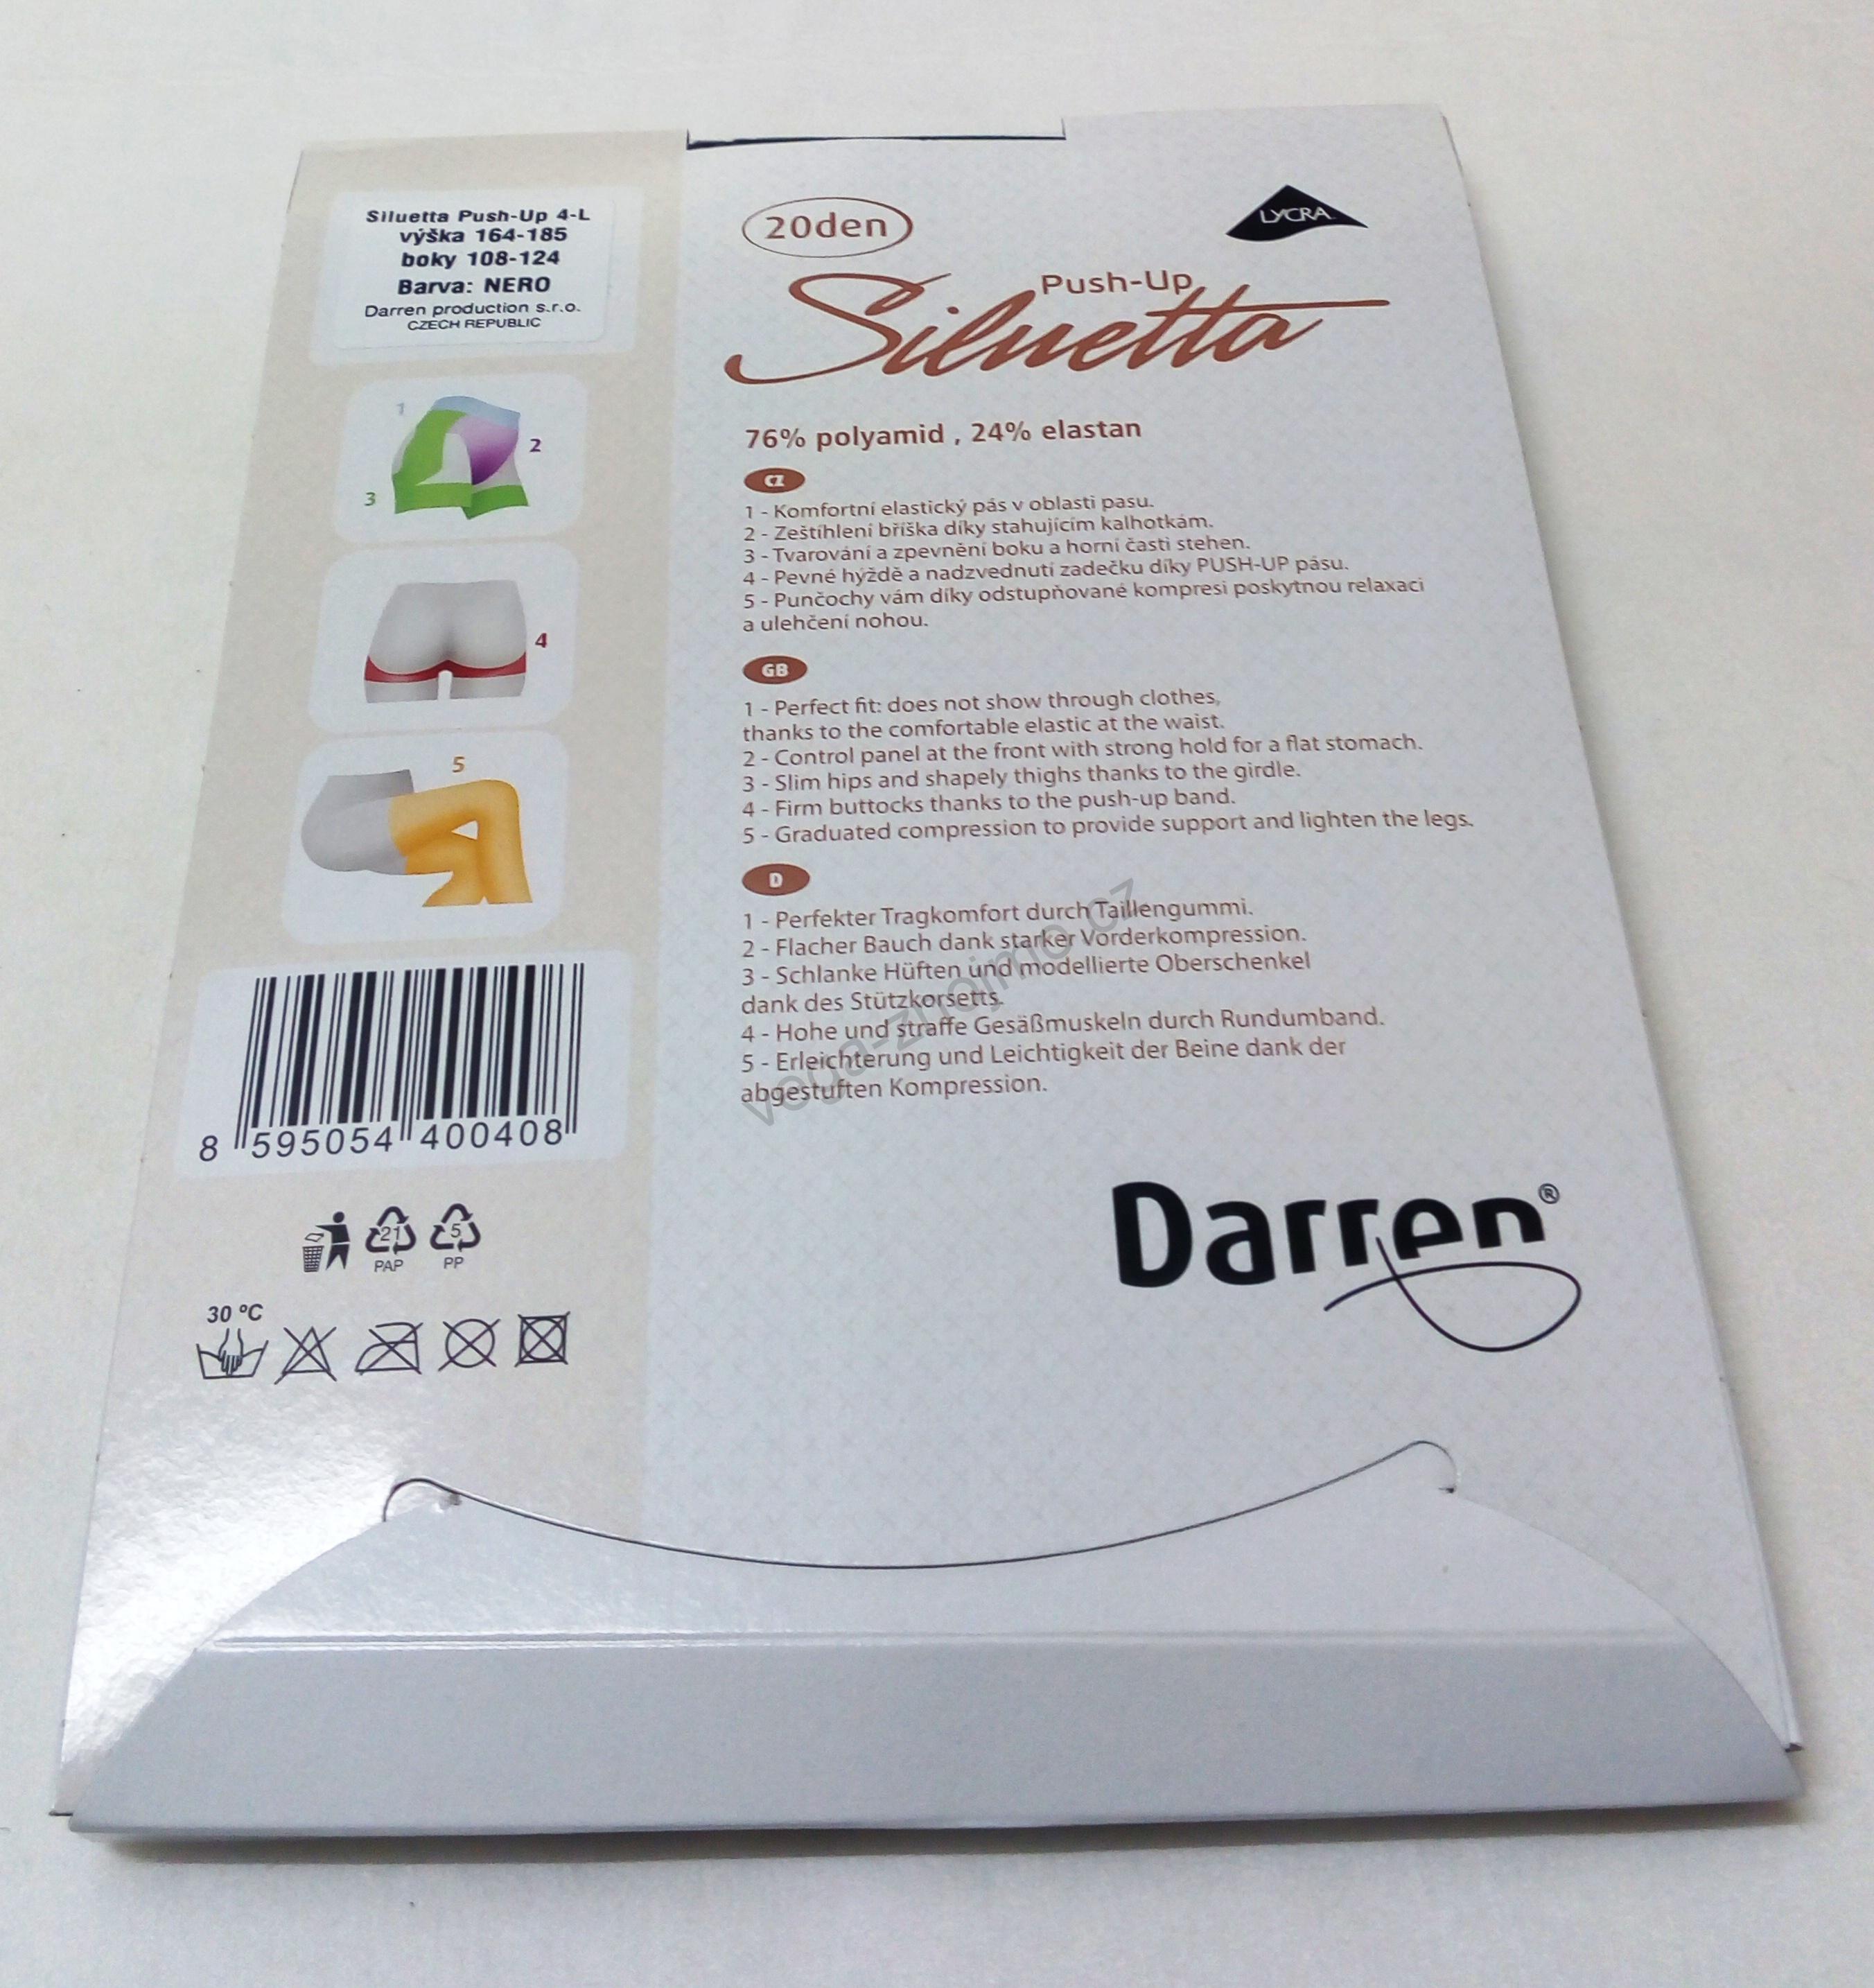 Siluetta Push-Up 4-L
výška 164-185
boky 108-124
Barva: NERO
Darren production s.r.o.
CZECH REPUBLIC
1
2
3
4
5
8 595054 400408
21
PAP
5
PP
30 ºC
20den
LYCRA
Push-Up
Siluetta
76% polyamid , 24% elastan
CZ
1 - Komfortní elastický pás v oblasti pasu.
2 - Zeštíhlení bříška díky stahujícím kalhotkám.
3 - Tvarování a zpevnění boku a horní časti stehen.
4 - Pevné hýždě a nadzvednutí zadečku díky PUSH-UP pásu.
5 - Punčochy vám díky odstupňované kompresi poskytnou relaxaci
a ulehčení nohou.
GB
1 - Perfect fit: does not show through clothes,
thanks to the comfortable elastic at the waist.
2 - Control panel at the front with strong hold for a flat stomach.
3 - Slim hips and shapely thighs thanks to the girdle.
4 - Firm buttocks thanks to the push-up band.
5 - Graduated compression to provide support and lighten the legs.
D
1 - Perfekter Tragkomfort durch Taillengummi.
2 - Flacher Bauch dank starker Vorderkompression.
3 - Schlanke Hüften und modellierte Oberschenkel
dank des Stützkorsetts.
4 - Hohe und straffe Gesäßmuskeln durch Rundumband.
5 - Erleichterung und Leichtigkeit der Beine dank der
abgestuften Kompression.
voga-znojmo.cz
Darren®